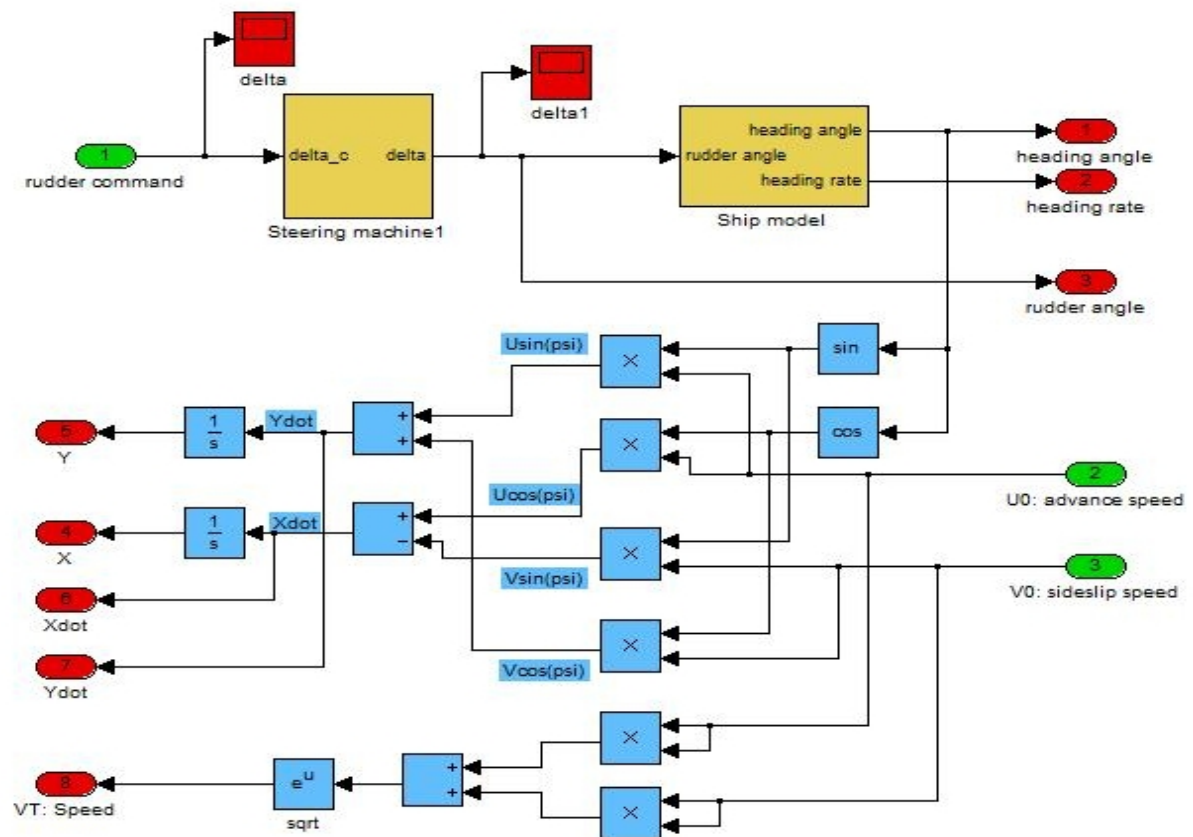 delta
delta1
1
rudder command
delta_c
delta
Steering machine1
rudder angle
heading angle
heading rate
Ship model
1
heading angle
2
heading rate
3
rudder angle
Usin(psi)
×
sin
5
Y
1
s
Ydot
+
+
×
cos
Ucos(psi)
2
U0: advance speed
4
X
1
s
Xdot
+
−
×
Vsin(psi)
3
V0: sideslip speed
6
Xdot
×
Vcos(psi)
7
Ydot
×
8
VT: Speed
e^u
sqrt
+
+
×